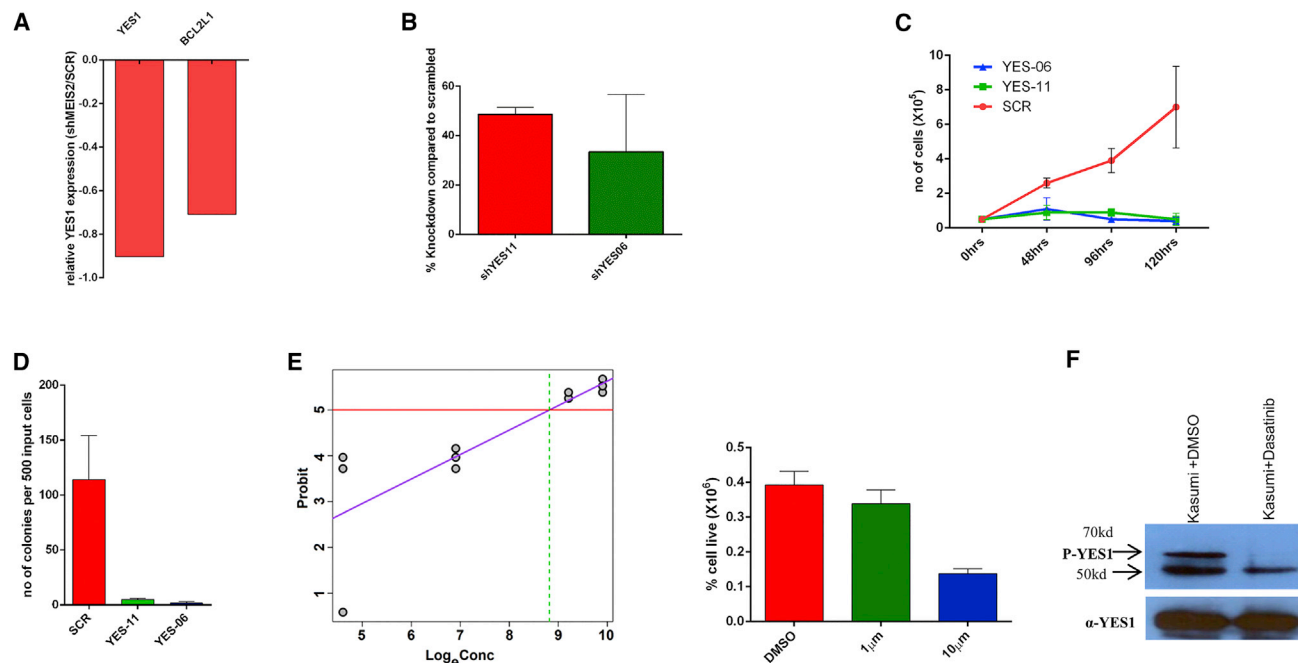 A
YES1
BCL2L1
0.0
-0.2
-0.4
-0.6
-0.8
-1.0
relative YES1 expression (shMEIS2/SCR)
B
60
40
20
0
% Knockdown compared to scrambled
shYES11
shYES06
C
YES-06
YES-11
SCR
10
8
6
4
2
0
no of cells (X10⁵)
0hrs
48hrs
96hrs
120hrs
D
200
150
100
50
0
no of colonies per 500 input cells
SCR
YES-11
YES-06
E
5
4
3
2
1
Probit
5
6
7
8
9
10
LogₑConc
0.5
0.4
0.3
0.2
0.1
0.0
% cell live (X10⁶)
DMSO
1µm
10µm
F
Kasumi +DMSO
Kasumi+Dasatinib
70kd
P-YES1
50kd
α-YES1